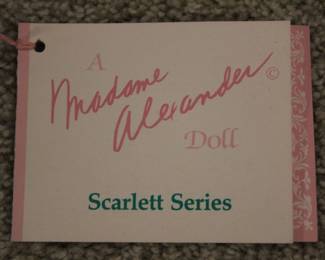 A
Madame
Alexander ©
Doll
Scarlett Series